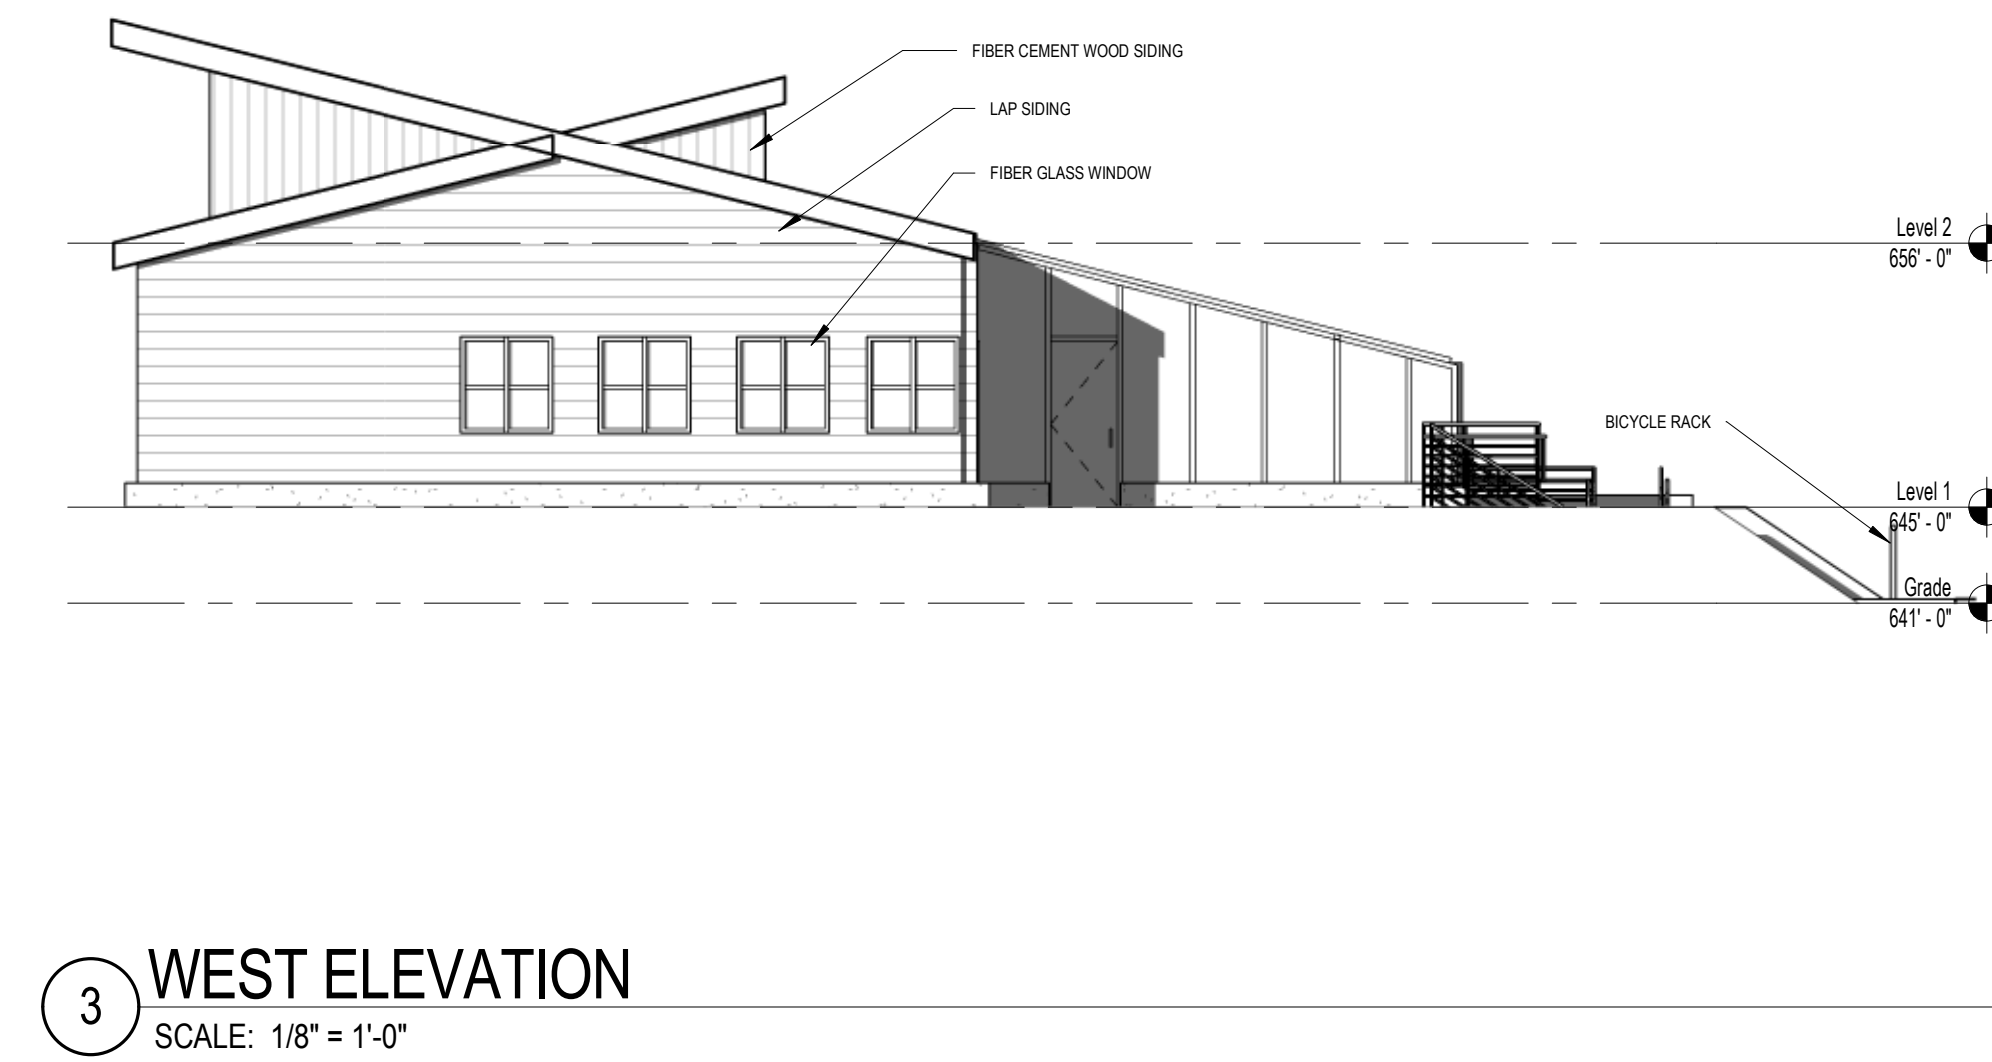 FIBER CEMENT WOOD SIDING
LAP SIDING
FIBER GLASS WINDOW
Level 2
656' - 0"
BICYCLE RACK
Level 1
645' - 0"
Grade
641' - 0"
3
WEST ELEVATION
SCALE: 1/8" = 1'-0"